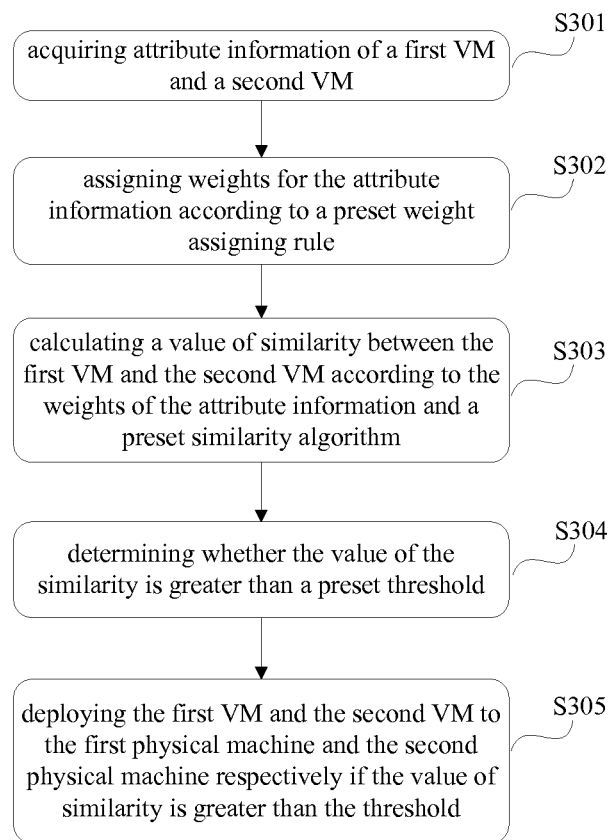 S301
acquiring attribute information of a first VM
and a second VM
S302
assigning weights for the attribute
information according to a preset weight
assigning rule
S303
calculating a value of similarity between the
first VM and the second VM according to the
weights of the attribute information and a
preset similarity algorithm
S304
determining whether the value of the
similarity is greater than a preset threshold
S305
deploying the first VM and the second VM to
the first physical machine and the second
physical machine respectively if the value of
similarity is greater than the threshold